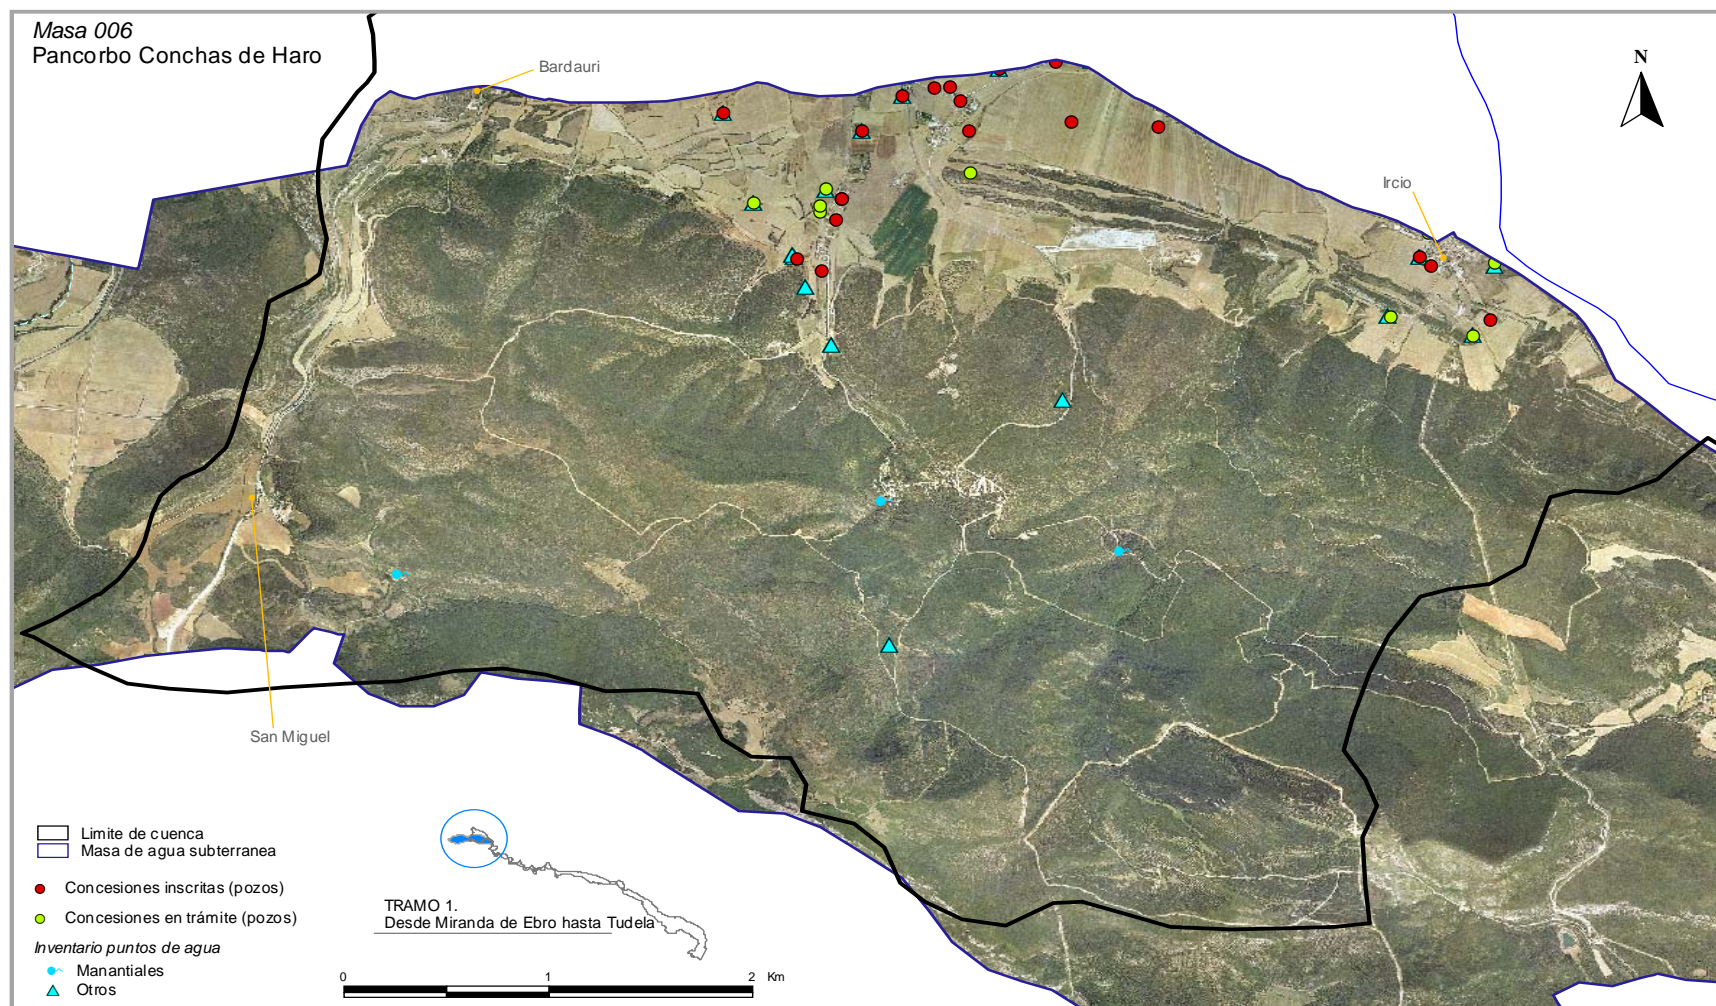 Masa 006
Pancorbo Conchas de Haro
Bardauri
N
Ircio
San Miguel
Limite de cuenca
Masa de agua subterranea
Concesiones inscritas (pozos)
Concesiones en trámite (pozos)
Inventario puntos de agua
Manantiales
Otros
TRAMO 1.
Desde Miranda de Ebro hasta Tudela
0 1 2 Km